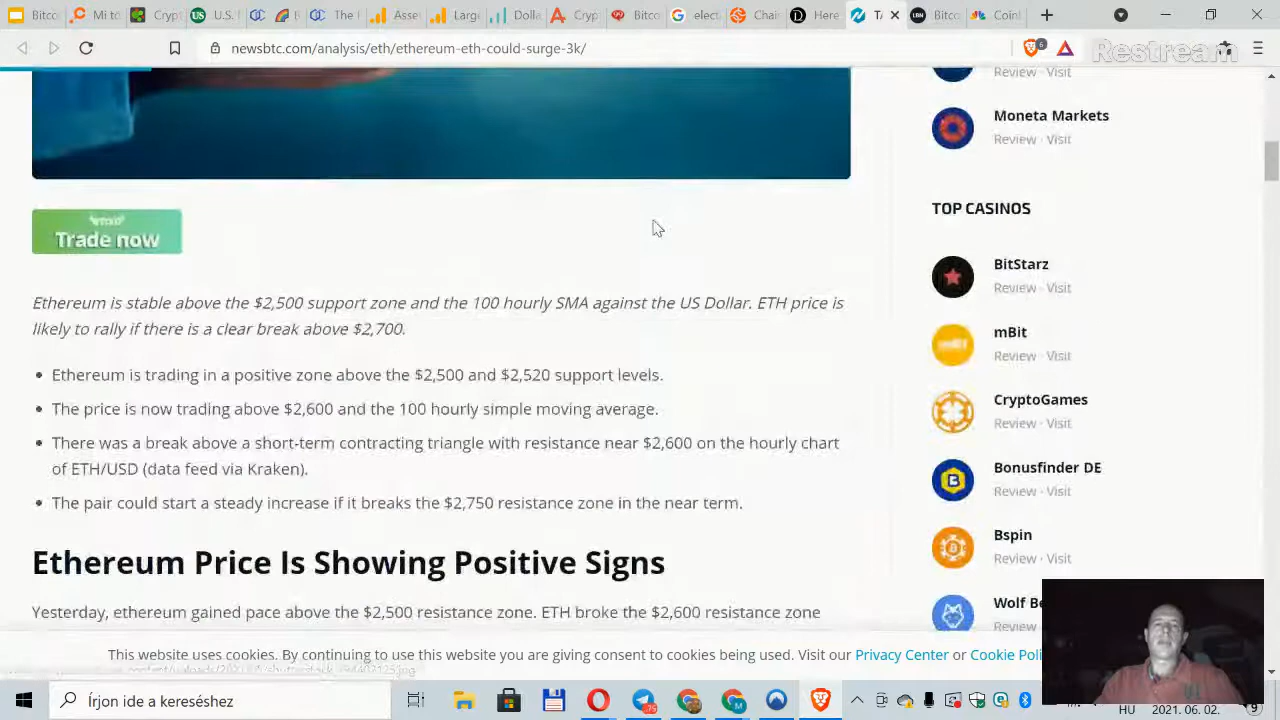 Mi t
Cryp
U.S. I
Asse
Large
Dolla
Cryp
Bitco
elect
Chair
Here
Ta
Bitco
Coin
newsbtc.com/analysis/eth/ethereum-eth-could-surge-3k/
6
Restream
Review · Visit
Moneta Markets
Review · Visit
TOP CASINOS
Trade now
BitStarz
Review · Visit
Ethereum is stable above the $2,500 support zone and the 100 hourly SMA against the US Dollar. ETH price is
likely to rally if there is a clear break above $2,700.
mBit
Review · Visit
Ethereum is trading in a positive zone above the $2,500 and $2,520 support levels.
The price is now trading above $2,600 and the 100 hourly simple moving average.
CryptoGames
Review · Visit
There was a break above a short-term contracting triangle with resistance near $2,600 on the hourly chart
of ETH/USD (data feed via Kraken).
Bonusfinder DE
Review · Visit
The pair could start a steady increase if it breaks the $2,750 resistance zone in the near term.
Bspin
Review · Visit
Ethereum Price Is Showing Positive Signs
Yesterday, ethereum gained pace above the $2,500 resistance zone. ETH broke the $2,600 resistance zone
Wolf Be
Review
This website uses cookies. By continuing to use this website you are giving consent to cookies being used. Visit our Privacy Center or Cookie Poli
Írjon ide a kereséshez
HU
2021. 06. 02.